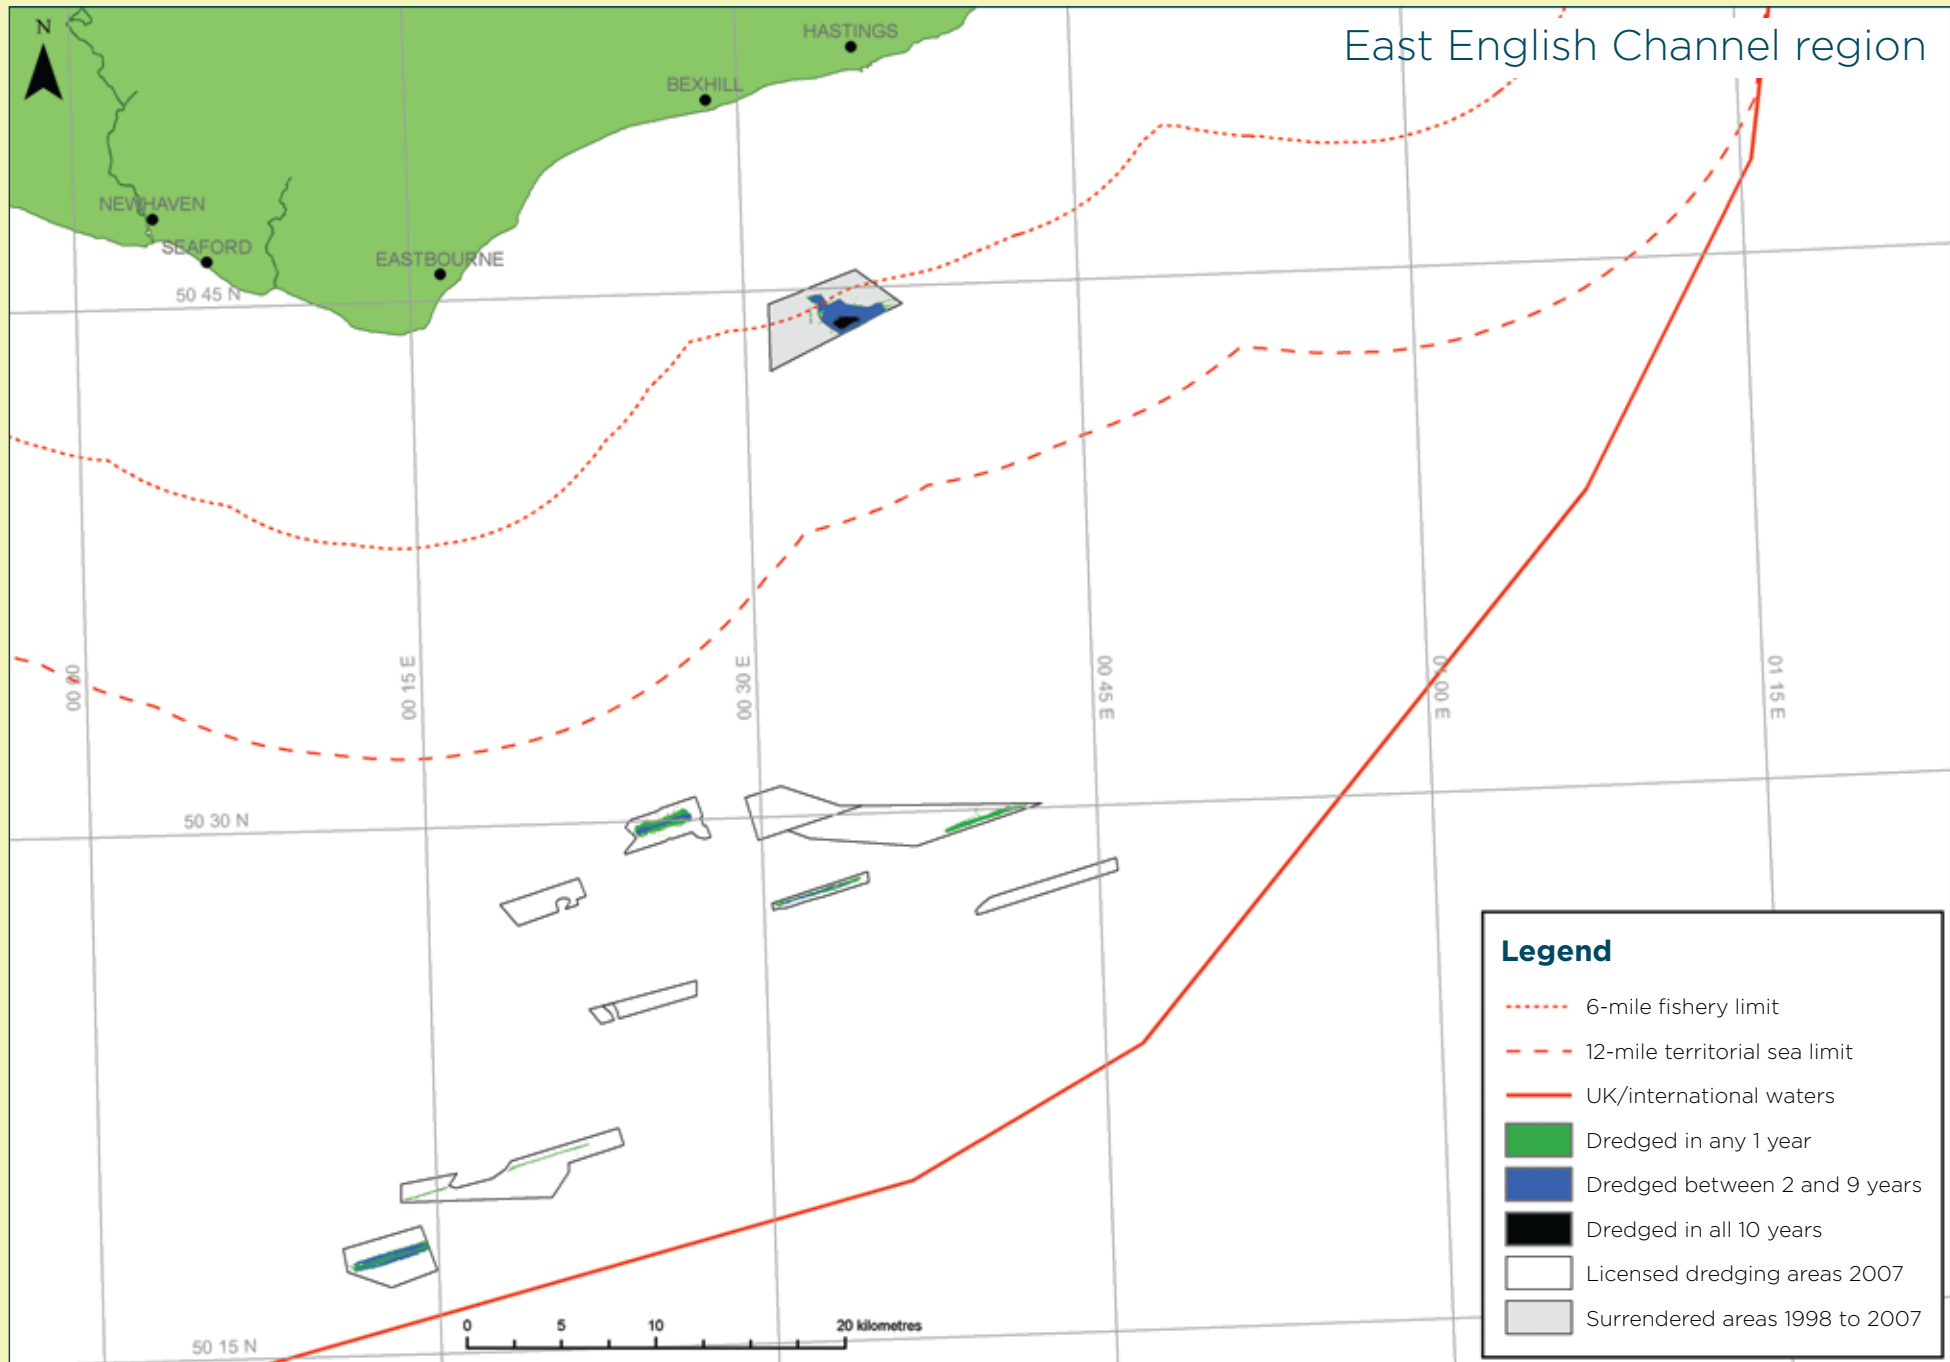 East English Channel region
N
HASTINGS
BEXHILL
NEWHAVEN
SEAFORD
EASTBOURNE
50 45 N
00 00
00 15 E
00 30 E
00 45 E
01 00 E
01 15 E
50 30 N
50 15 N
0 5 10 20 kilometres
Legend
6-mile fishery limit
12-mile territorial sea limit
UK/international waters
Dredged in any 1 year
Dredged between 2 and 9 years
Dredged in all 10 years
Licensed dredging areas 2007
Surrendered areas 1998 to 2007